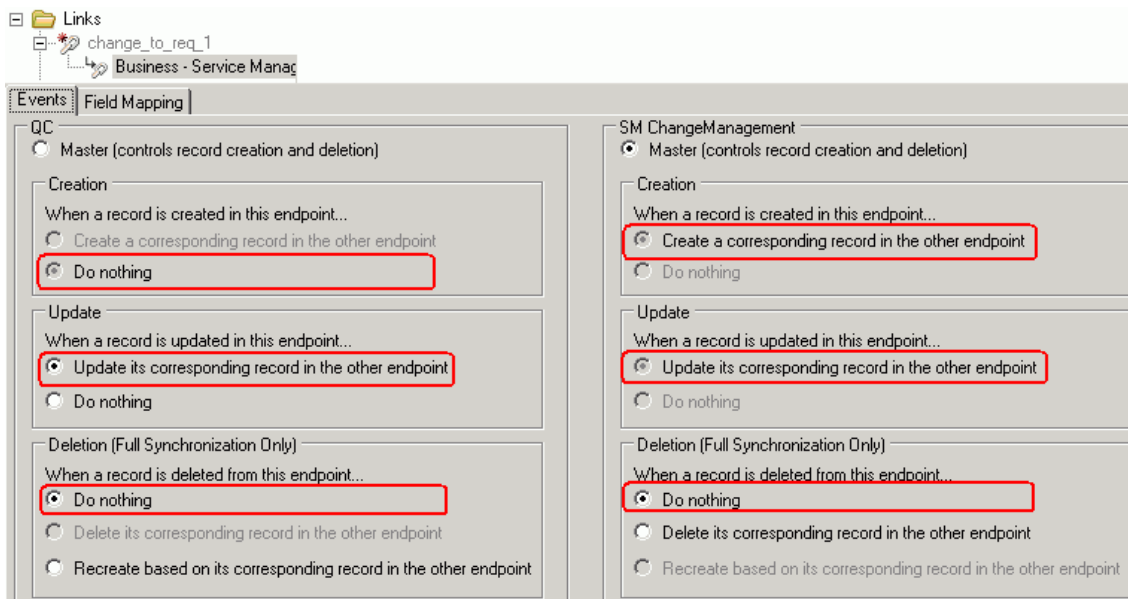 Links
change_to_req_1
Business - Service Manag
Events
Field Mapping
QC
Master (controls record creation and deletion)
Creation
When a record is created in this endpoint...
Create a corresponding record in the other endpoint
Do nothing
Update
When a record is updated in this endpoint...
Update its corresponding record in the other endpoint
Do nothing
Deletion (Full Synchronization Only)
When a record is deleted from this endpoint...
Do nothing
Delete its corresponding record in the other endpoint
Recreate based on its corresponding record in the other endpoint
SM ChangeManagement
Master (controls record creation and deletion)
Creation
When a record is created in this endpoint...
Create a corresponding record in the other endpoint
Do nothing
Update
When a record is updated in this endpoint...
Update its corresponding record in the other endpoint
Do nothing
Deletion (Full Synchronization Only)
When a record is deleted from this endpoint...
Do nothing
Delete its corresponding record in the other endpoint
Recreate based on its corresponding record in the other endpoint